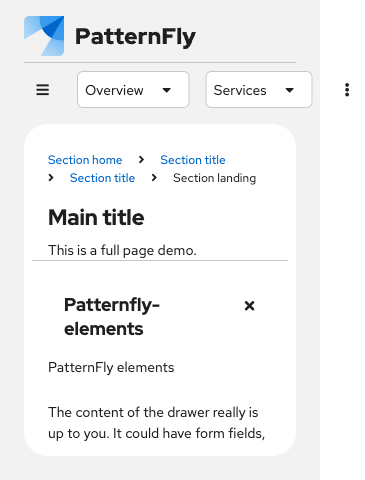 PatternFly
Overview
Services
Section home
Section title
Section title
Section landing
Main title
This is a full page demo.
Patternfly-
elements
PatternFly elements
The content of the drawer really is
up to you. It could have form fields,